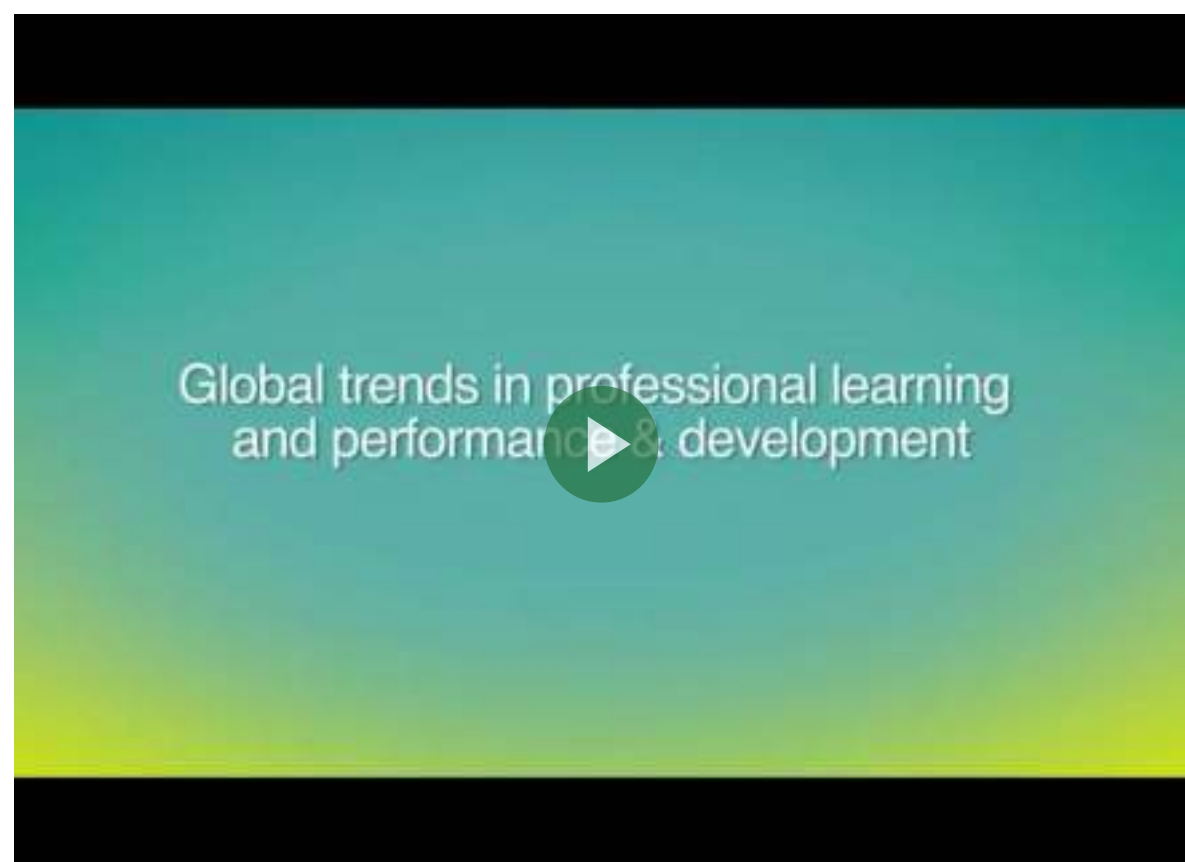 Global trends in professional learning
and performance & development